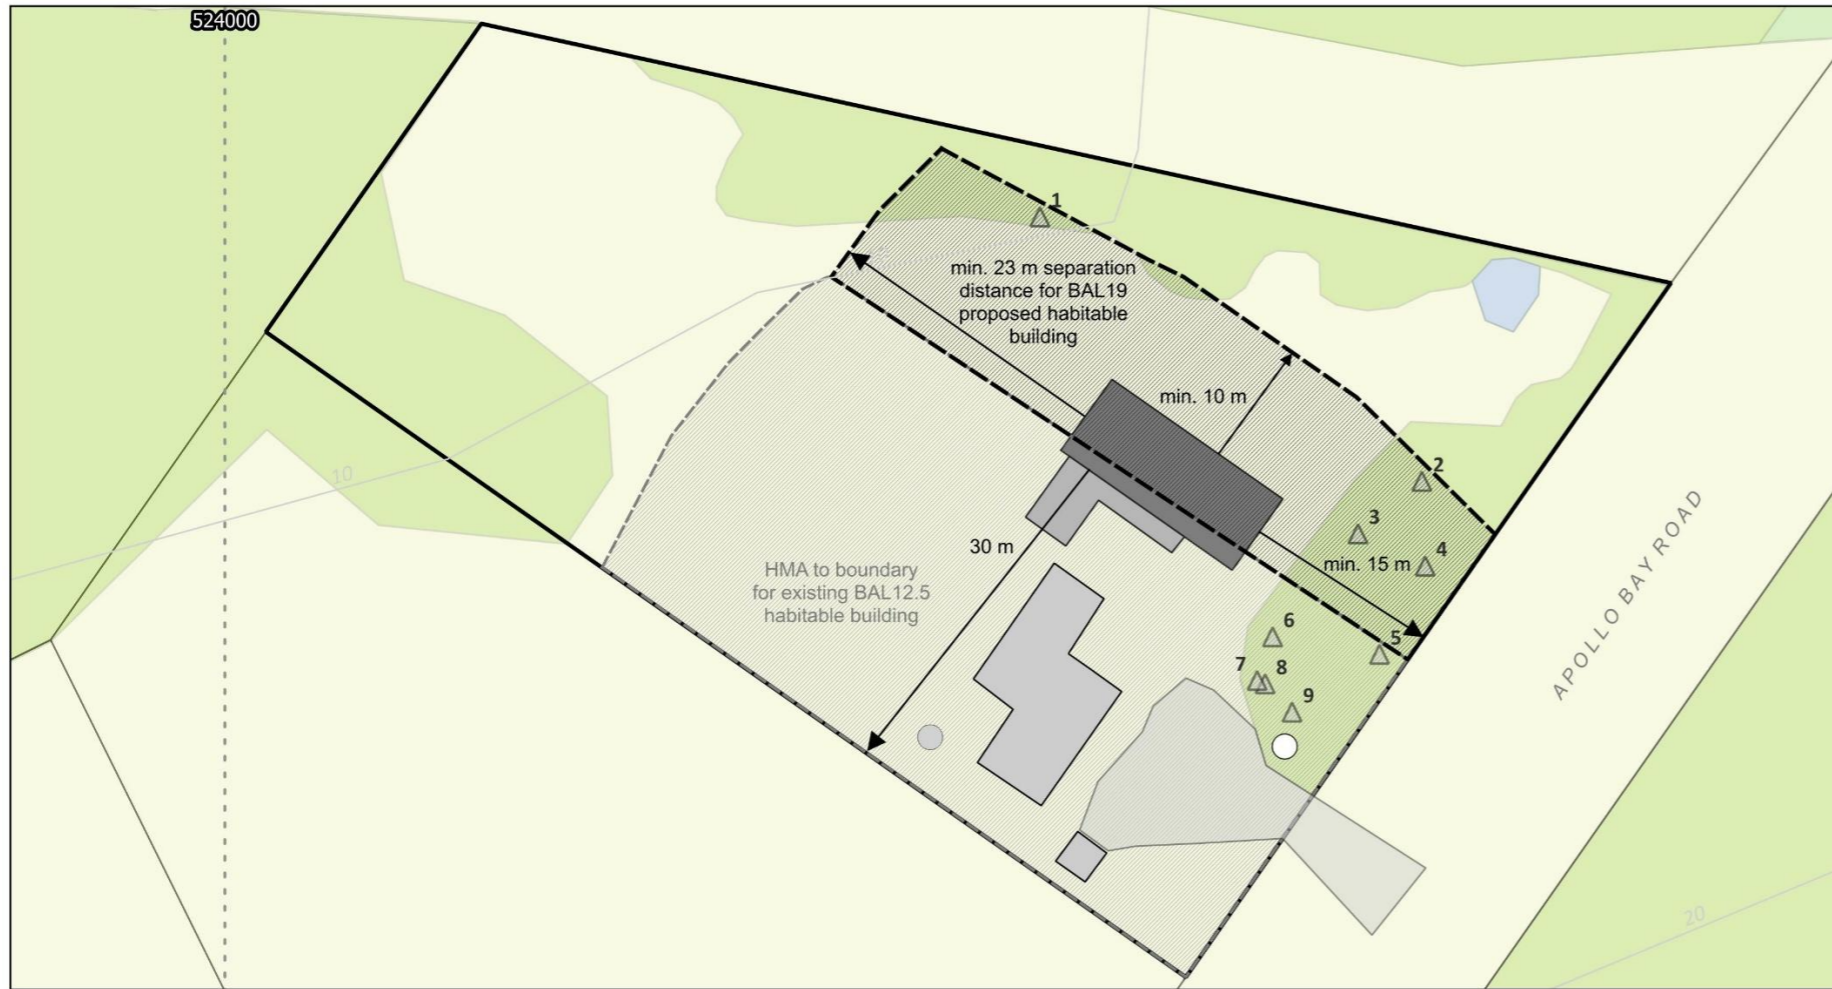 524000
1
min. 23 m separation
distance for BAL19
proposed habitable
building
min. 10 m
2
10
3
30 m
4
min. 15 m
HMA to boundary
for existing BAL12.5
habitable building
6
5
7
8
9
APOLLO BAY ROAD
20